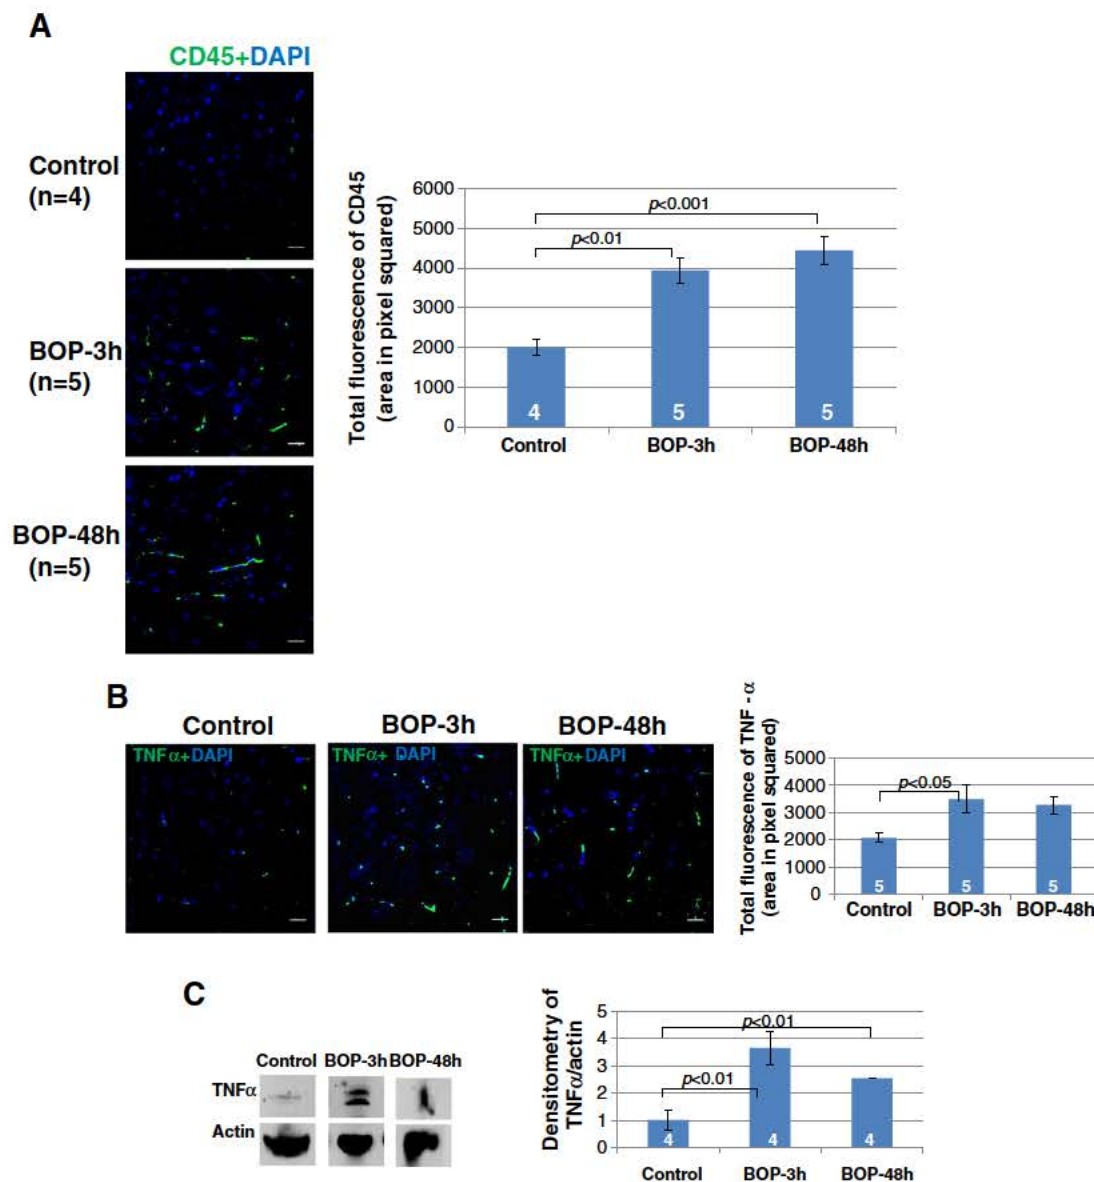 A
CD45+DAPI
Control
(n=4)
BOP-3h
(n=5)
BOP-48h
(n=5)
Total fluorescence of CD45
(area in pixel squared)
6000
5000
4000
3000
2000
1000
0
p<0.001
p<0.01
4
5
5
Control
BOP-3h
BOP-48h
B
Control
BOP-3h
BOP-48h
TNFα+DAPI
TNFα+ DAPI
TNFα+DAPI
Total fluorescence of TNF - α
(area in pixel squared)
5000
4000
3000
2000
1000
0
p<0.05
5
5
5
Control
BOP-3h
BOP-48h
C
Control
BOP-3h
BOP-48h
TNFα
Actin
Densitometry of
TNFα/actin
5
4
3
2
1
0
p<0.01
p<0.01
4
4
4
Control
BOP-3h
BOP-48h